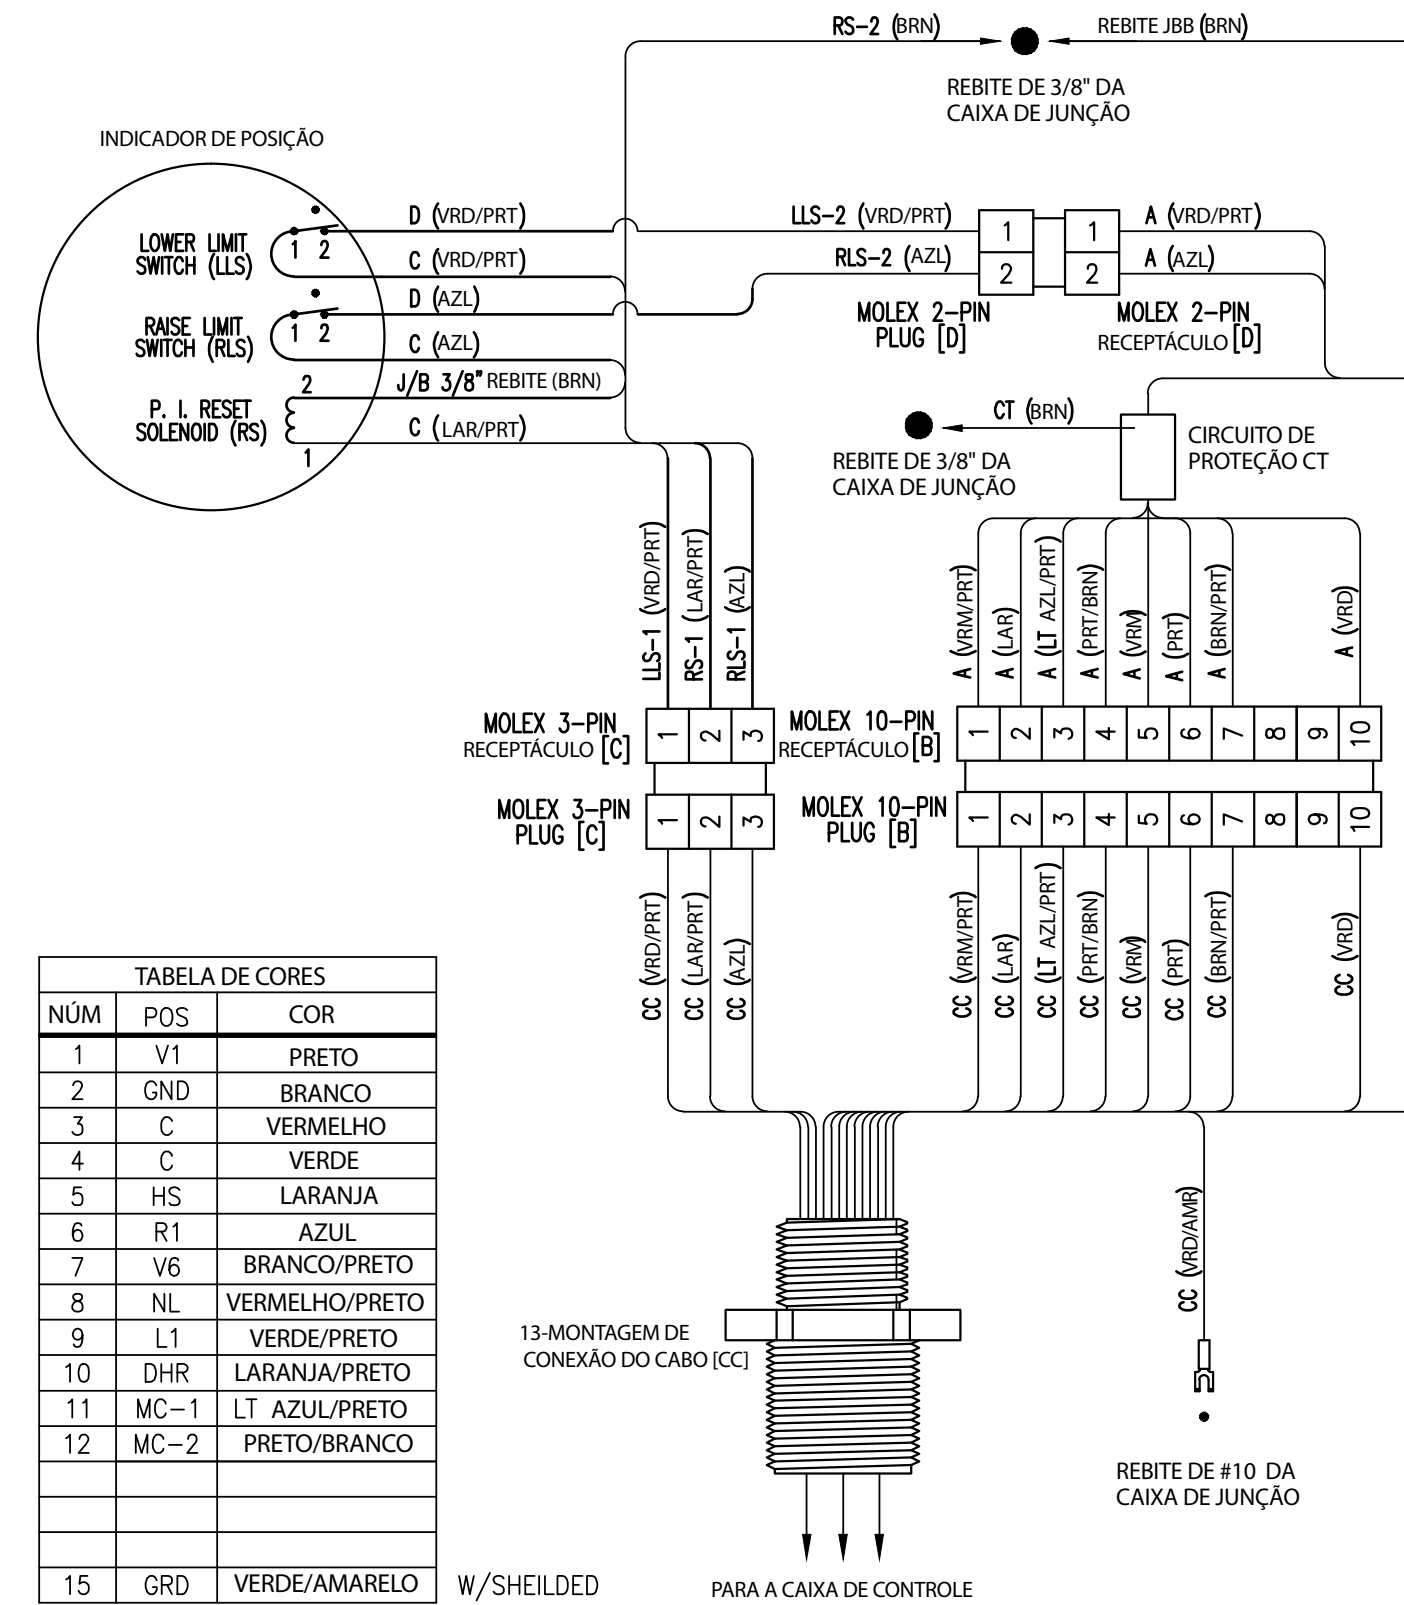 RS-2 (BRN)
REBITE JBB (BRN)
REBITE DE 3/8" DA
CAIXA DE JUNÇÃO
INDICADOR DE POSIÇÃO
LOWER LIMIT
SWITCH (LLS)
1 2
D (VRD/PRT)
C (VRD/PRT)
RAISE LIMIT
SWITCH (RLS)
1 2
D (AZL)
C (AZL)
P. I. RESET
SOLENOID (RS)
2
1
J/B 3/8" REBITE (BRN)
C (LAR/PRT)
LLS-2 (VRD/PRT)
RLS-2 (AZL)
1
2
1
2
A (VRD/PRT)
A (AZL)
MOLEX 2-PIN
PLUG [D]
MOLEX 2-PIN
RECEPTÁCULO [D]
CT (BRN)
REBITE DE 3/8" DA
CAIXA DE JUNÇÃO
CIRCUITO DE
PROTEÇÃO CT
LLS-1 (VRD/PRT)
RS-1 (LAR/PRT)
RLS-1 (AZL)
A (VRM/PRT)
A (LAR)
A (LT AZL/PRT)
A (PRT/BRN)
A (VRM)
A (PRT)
A (BRN/PRT)
A (VRD)
MOLEX 3-PIN
RECEPTÁCULO [C]
1 2 3
MOLEX 10-PIN
RECEPTÁCULO [B]
1 2 3 4 5 6 7 8 9 10
MOLEX 3-PIN
PLUG [C]
1 2 3
MOLEX 10-PIN
PLUG [B]
1 2 3 4 5 6 7 8 9 10
CC (VRD/PRT)
CC (LAR/PRT)
CC (AZL)
CC (VRM/PRT)
CC (LAR)
CC (LT AZL/PRT)
CC (PRT/BRN)
CC (VRM)
CC (PRT)
CC (BRN/PRT)
CC (VRD)
CC (VRD/AMR)
TABELA DE CORES
NÚM POS COR
1 V1 PRETO
2 GND BRANCO
3 C VERMELHO
4 C VERDE
5 HS LARANJA
6 R1 AZUL
7 V6 BRANCO/PRETO
8 NL VERMELHO/PRETO
9 L1 VERDE/PRETO
10 DHR LARANJA/PRETO
11 MC-1 LT AZUL/PRETO
12 MC-2 PRETO/BRANCO
15 GRD VERDE/AMARELO
W/SHEILDED
13-MONTAGEM DE
CONEXÃO DO CABO [CC]
PARA A CAIXA DE CONTROLE
REBITE DE #10 DA
CAIXA DE JUNÇÃO